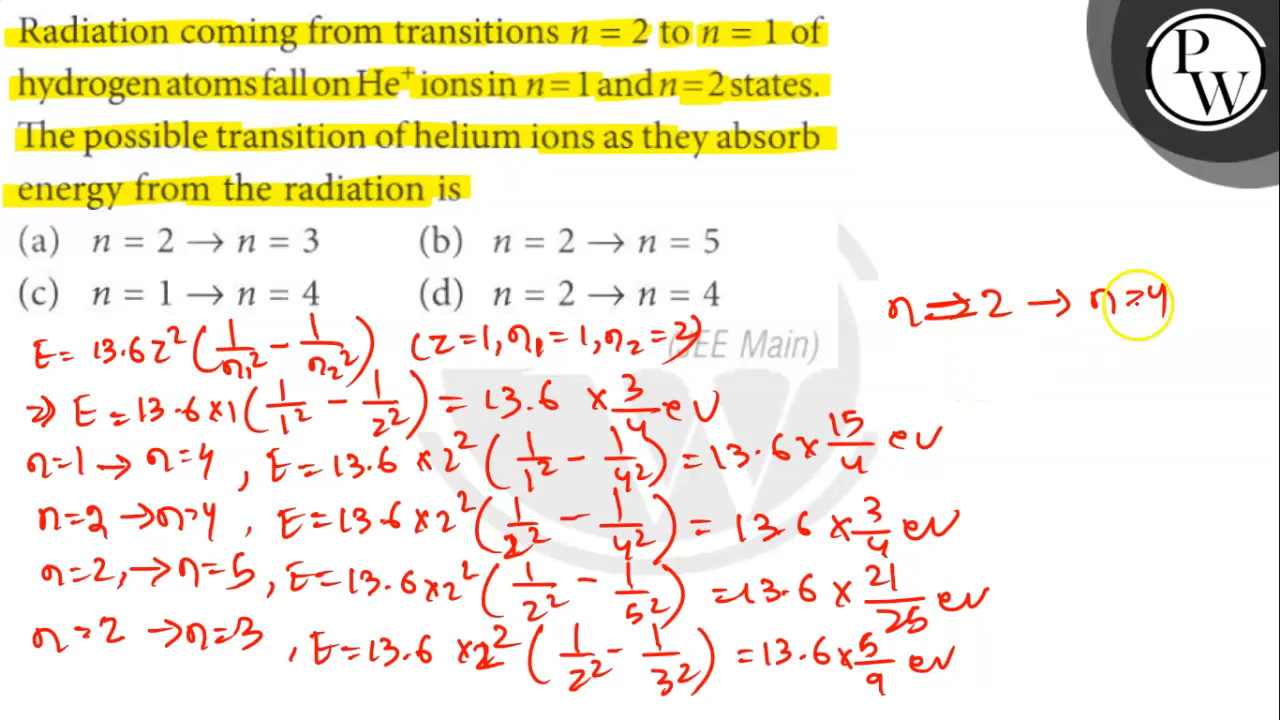 Radiation coming from transitions n = 2 to n = 1 of
hydrogen atoms fall on He⁺ ions in n = 1 and n = 2 states.
The possible transition of helium ions as they absorb
energy from the radiation is
(a) n = 2 → n = 3 (b) n = 2 → n = 5
(c) n = 1 → n = 4 (d) n = 2 → n = 4
(JEE Main)
P
W
n = 2 → n = 4
E = 13.6 Z² (1/n₁² − 1/n₂²) (Z=1, n₁=1, n₂=2)
⇒ E = 13.6 × 1 (1/1² − 1/2²) = 13.6 × 3/4 eV
n=1 → n=4, E = 13.6 × 2² (1/1² − 1/4²) = 13.6 × 15/4 eV
n=2 → n=4, E = 13.6 × 2² (1/2² − 1/4²) = 13.6 × 3/4 eV
n=2, → n=5, E = 13.6 × 2² (1/2² − 1/5²) = 13.6 × 21/25 eV
n=2 → n=3, E = 13.6 × 2² (1/2² − 1/3²) = 13.6 × 5/9 eV